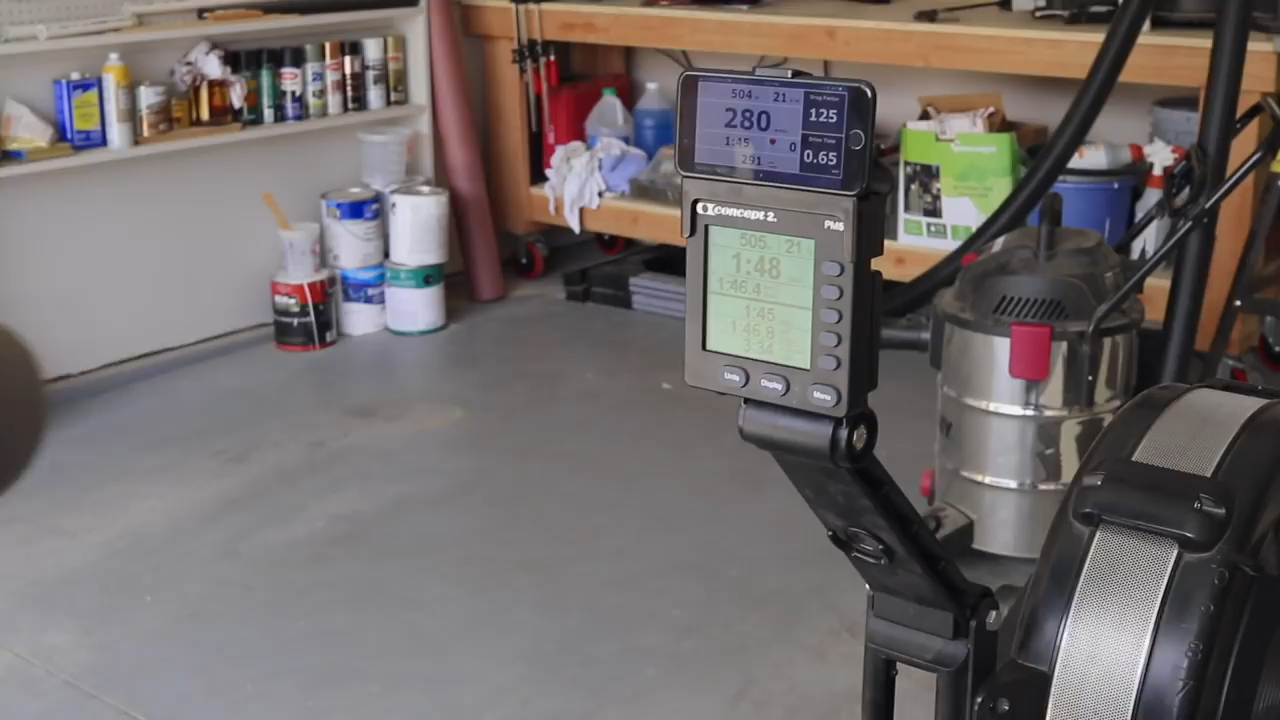 504 21
280
1:45 0
291
Drag Factor
125
Drive Time
0.65
concept 2.
PM5
505 21
1:48
1:46.4
1:45
1:46.8
3:34
Units
Display
Menu